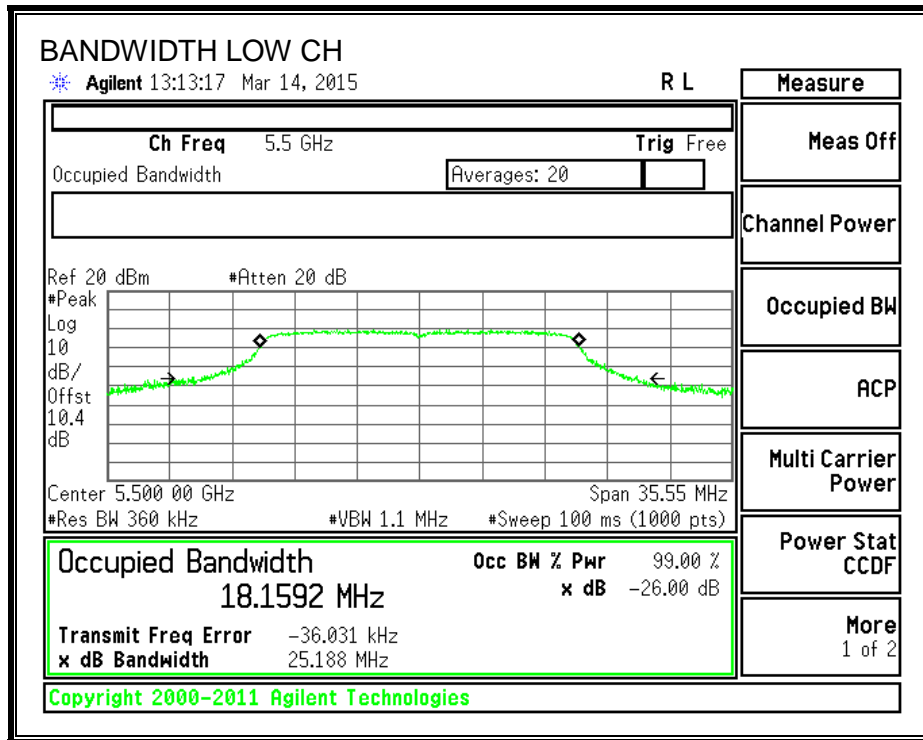 BANDWIDTH LOW CH
Agilent 13:13:17 Mar 14, 2015 R L
Measure
Ch Freq 5.5 GHz Trig Free
Meas Off
Occupied Bandwidth Averages: 20
Channel Power
Ref 20 dBm #Atten 20 dB
#Peak
Log
10
dB/
Offst
10.4
dB
Occupied BW
ACP
Multi Carrier
Power
Center 5.500 00 GHz Span 35.55 MHz
#Res BW 360 kHz #VBW 1.1 MHz #Sweep 100 ms (1000 pts)
Power Stat
CCDF
Occupied Bandwidth Occ BW % Pwr 99.00 %
18.1592 MHz x dB -26.00 dB
Transmit Freq Error -36.031 kHz
x dB Bandwidth 25.188 MHz
More
1 of 2
Copyright 2000-2011 Agilent Technologies